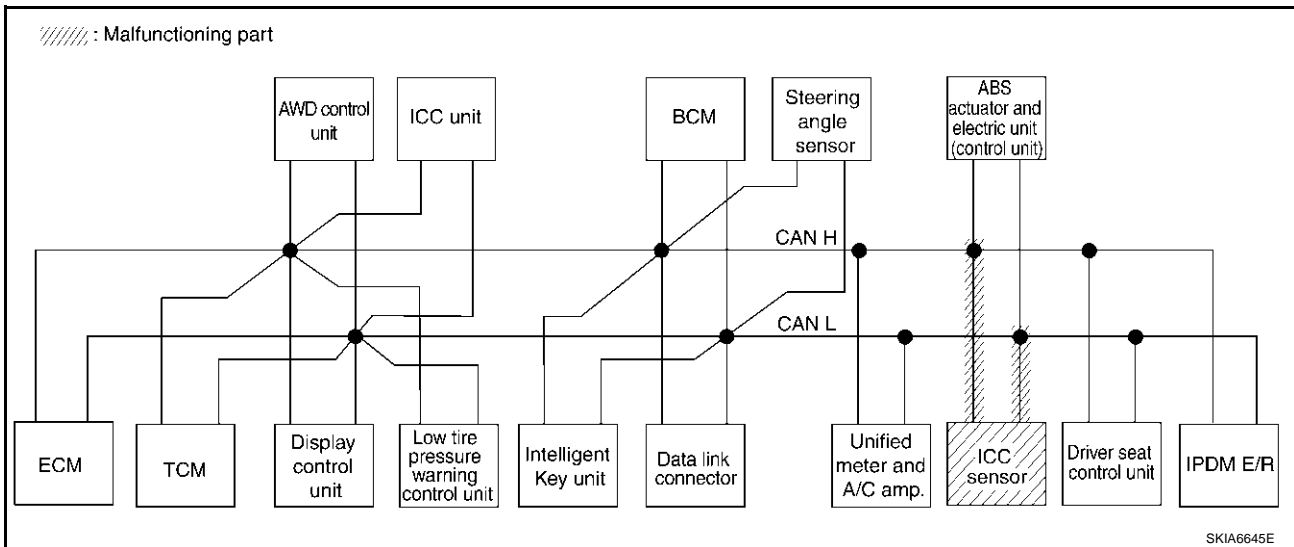 : Malfunctioning part
AWD control
unit
ICC unit
BCM
Steering
angle
sensor
ABS
actuator and
electric unit
(control unit)
CAN H
CAN L
ECM
TCM
Display
control
unit
Low tire
pressure
warning
control unit
Intelligent
Key unit
Data link
connector
Unified
meter and
A/C amp.
ICC
sensor
Driver seat
control unit
IPDM E/R
SKIA6645E